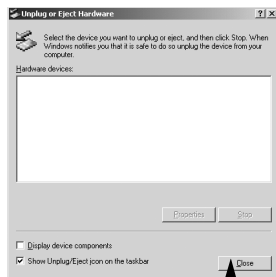 Unplug or Eject Hardware
Select the device you want to unplug or eject, and then click Stop. When
Windows notifies you that it is safe to do so unplug the device from your
computer.
Hardware devices:
Properties
Stop
Display device components
Show Unplug/Eject icon on the taskbar
Close